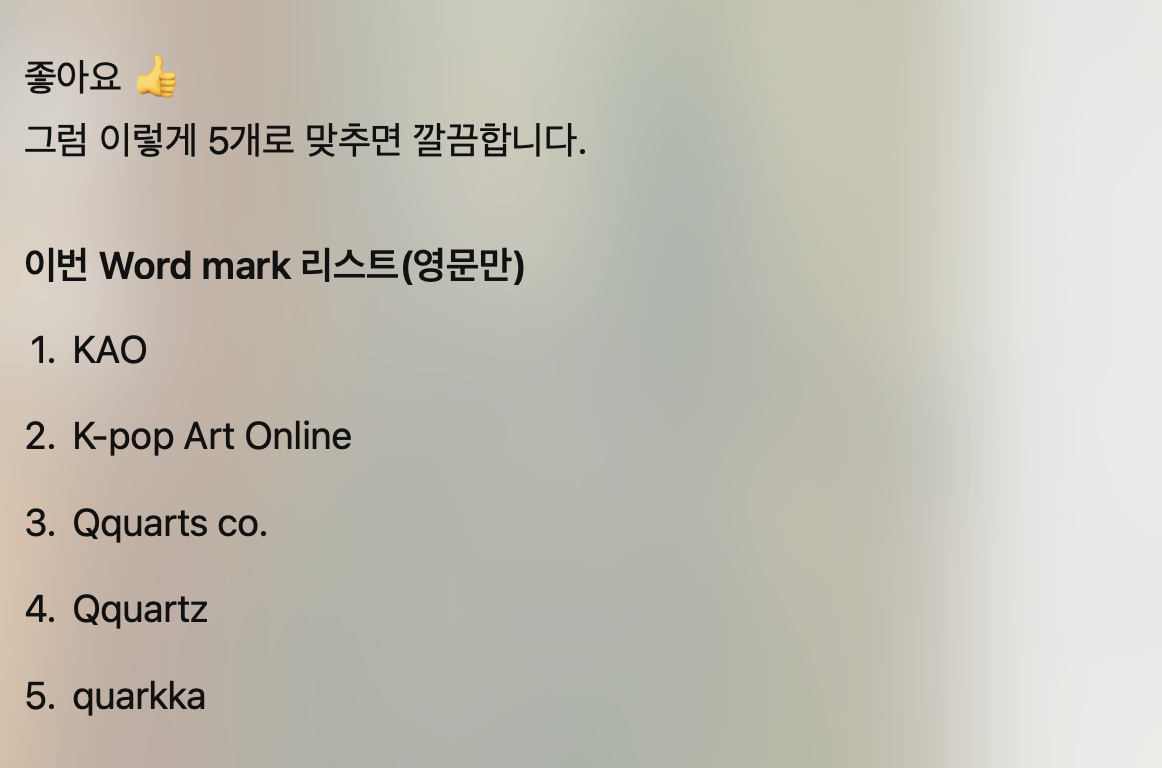 좋아요 👍
그럼 이렇게 5개로 맞추면 깔끔합니다.
이번 Word mark 리스트(영문만)
1. KAO
2. K-pop Art Online
3. Qquarts co.
4. Qquartz
5. quarkka